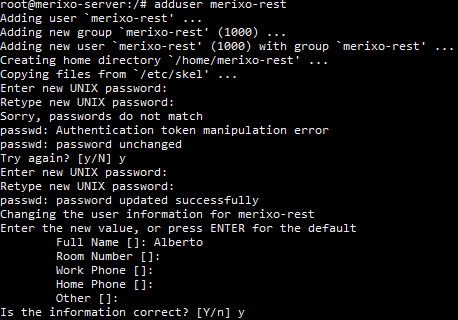 root@merixo-server:/# adduser merixo-rest
Adding user `merixo-rest' ...
Adding new group `merixo-rest' (1000) ...
Adding new user `merixo-rest' (1000) with group `merixo-rest' ...
Creating home directory `/home/merixo-rest' ...
Copying files from `/etc/skel' ...
Enter new UNIX password:
Retype new UNIX password:
Sorry, passwords do not match
passwd: Authentication token manipulation error
passwd: password unchanged
Try again? [y/N] y
Enter new UNIX password:
Retype new UNIX password:
passwd: password updated successfully
Changing the user information for merixo-rest
Enter the new value, or press ENTER for the default
Full Name []: Alberto
Room Number []:
Work Phone []:
Home Phone []:
Other []:
Is the information correct? [Y/n] y